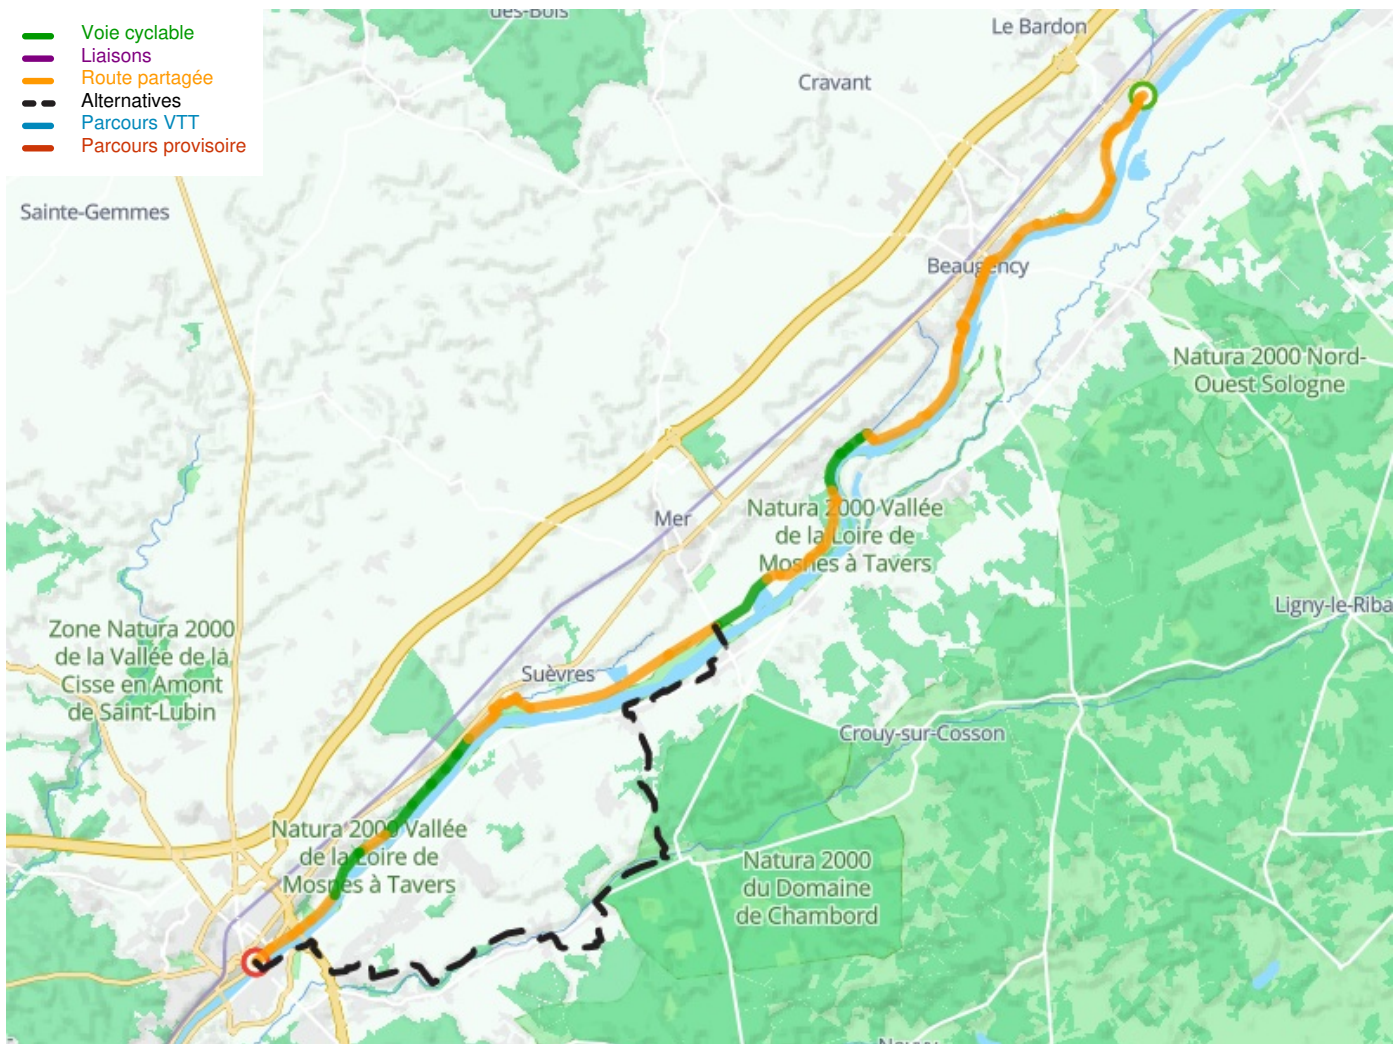 Voie cyclable
Liaisons
Route partagée
Alternatives
Parcours VTT
Parcours provisoire
des-Bois
Le Bardon
Cravant
Sainte-Gemmes
Beaugency
Natura 2000 Nord-
Ouest Sologne
Natura 2000 Vallée
de la Loire de
Mosnes à Tavers
Mer
Ligny-le-Riba
Zone Natura 2000
de la Vallée de la
Cisse en Amont
de Saint-Lubin
Suèvres
Crouy-sur-Cosson
Natura 2000 Vallée
de la Loire de
Mosnes à Tavers
Natura 2000
du Domaine
de Chambord